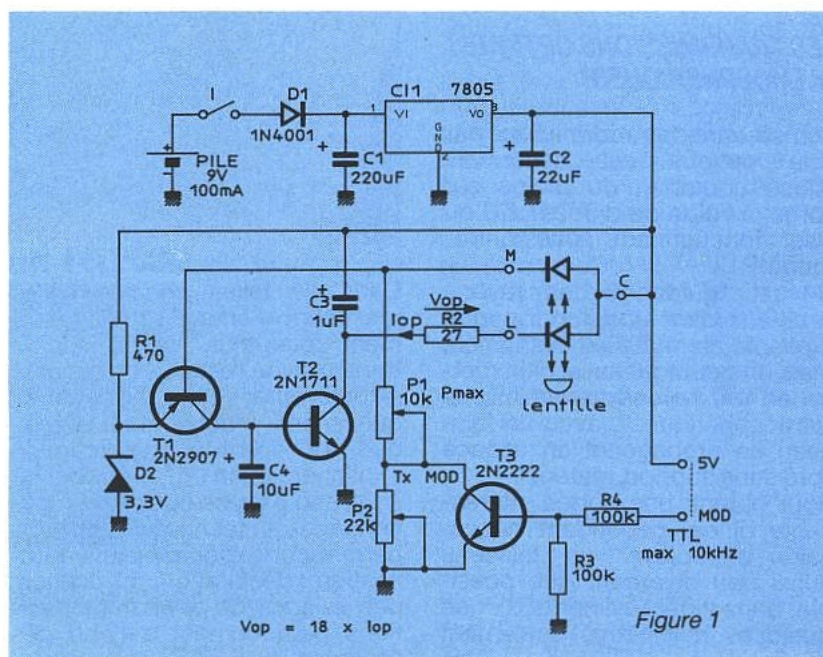 I
D1
1N4001
CI1
7805
1
VI
VO
3
GND
2
+
PILE
9V
100mA
+
C1
220uF
+
C2
22uF
M
C
+
C3
1uF
Vop
Iop
R2
27
L
lentille
R1
470
T2
2N1711
P1
10k
Pmax
T1
2N2907
+
C4
10uF
D2
3,3V
Tx
MOD
T3
2N2222
P2
22k
5V
R4
100k
MOD
TTL
max 10kHz
R3
100k
Vop = 18 x Iop
Figure 1